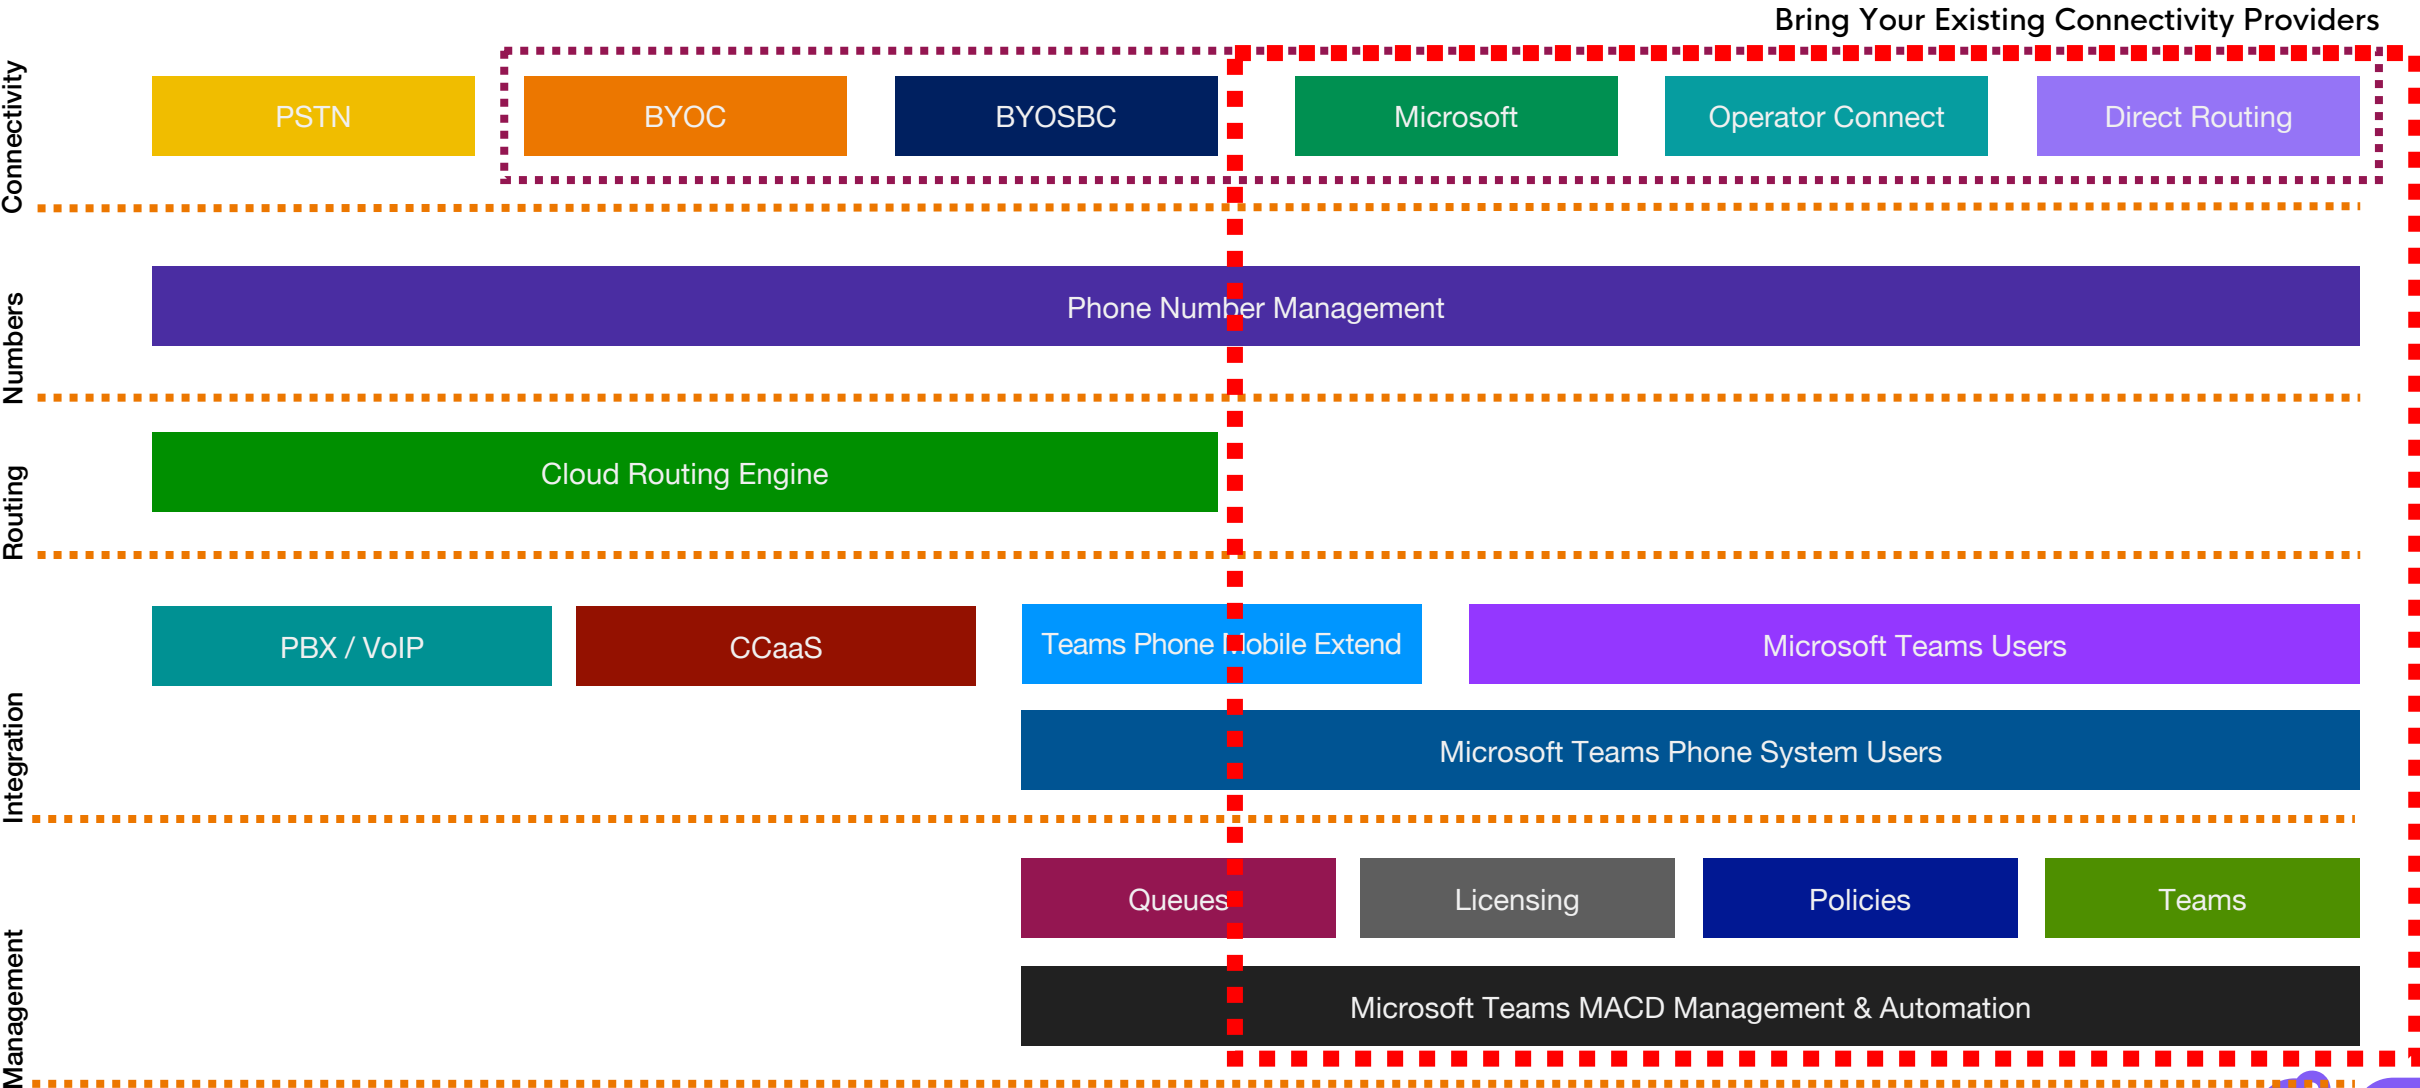 Bring Your Existing Connectivity Providers
Connectivity
PSTN
BYOC
BYOSBC
Microsoft
Operator Connect
Direct Routing
Numbers
Phone Number Management
Routing
Cloud Routing Engine
Integration
PBX / VoIP
CCaaS
Teams Phone Mobile Extend
Microsoft Teams Users
Microsoft Teams Phone System Users
Management
Queues
Licensing
Policies
Teams
Microsoft Teams MACD Management & Automation